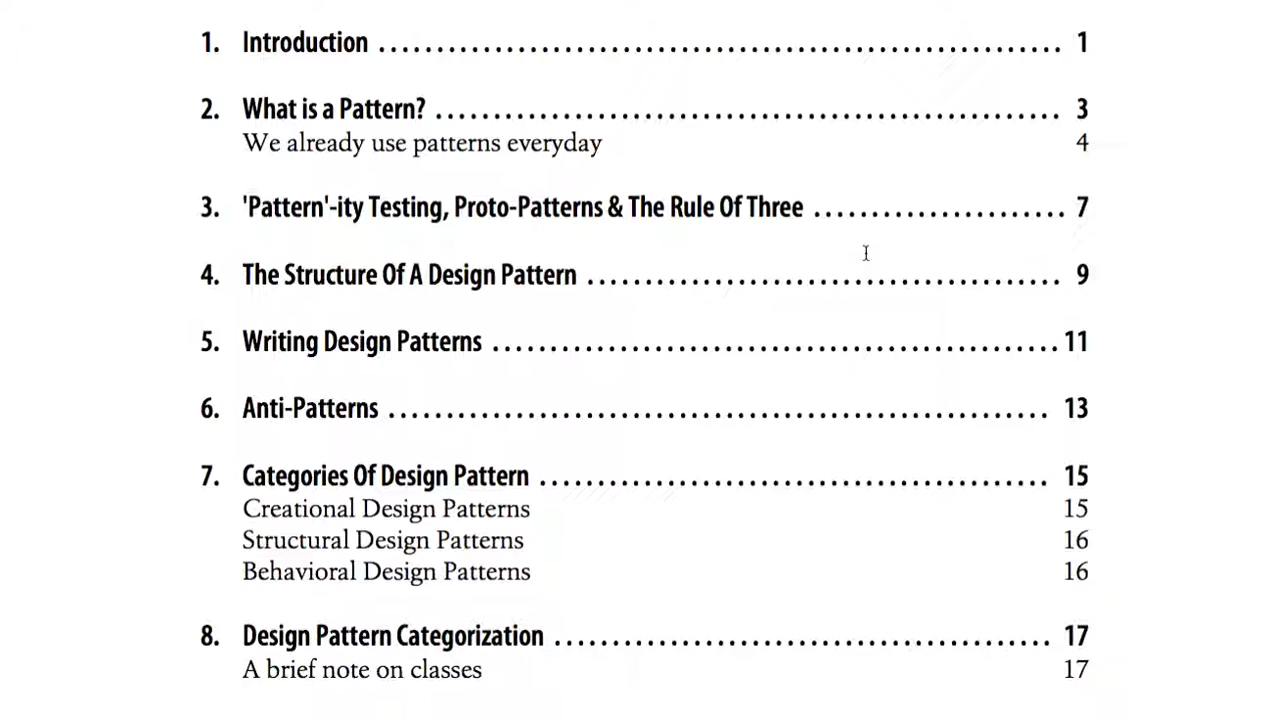 1. Introduction ........................................................... 1
2. What is a Pattern? ...................................................... 3
We already use patterns everyday 4
3. 'Pattern'-ity Testing, Proto-Patterns & The Rule Of Three ...................... 7
4. The Structure Of A Design Pattern ......................................... 9
5. Writing Design Patterns ................................................. 11
6. Anti-Patterns ......................................................... 13
7. Categories Of Design Pattern ............................................ 15
Creational Design Patterns 15
Structural Design Patterns 16
Behavioral Design Patterns 16
8. Design Pattern Categorization ........................................... 17
A brief note on classes 17